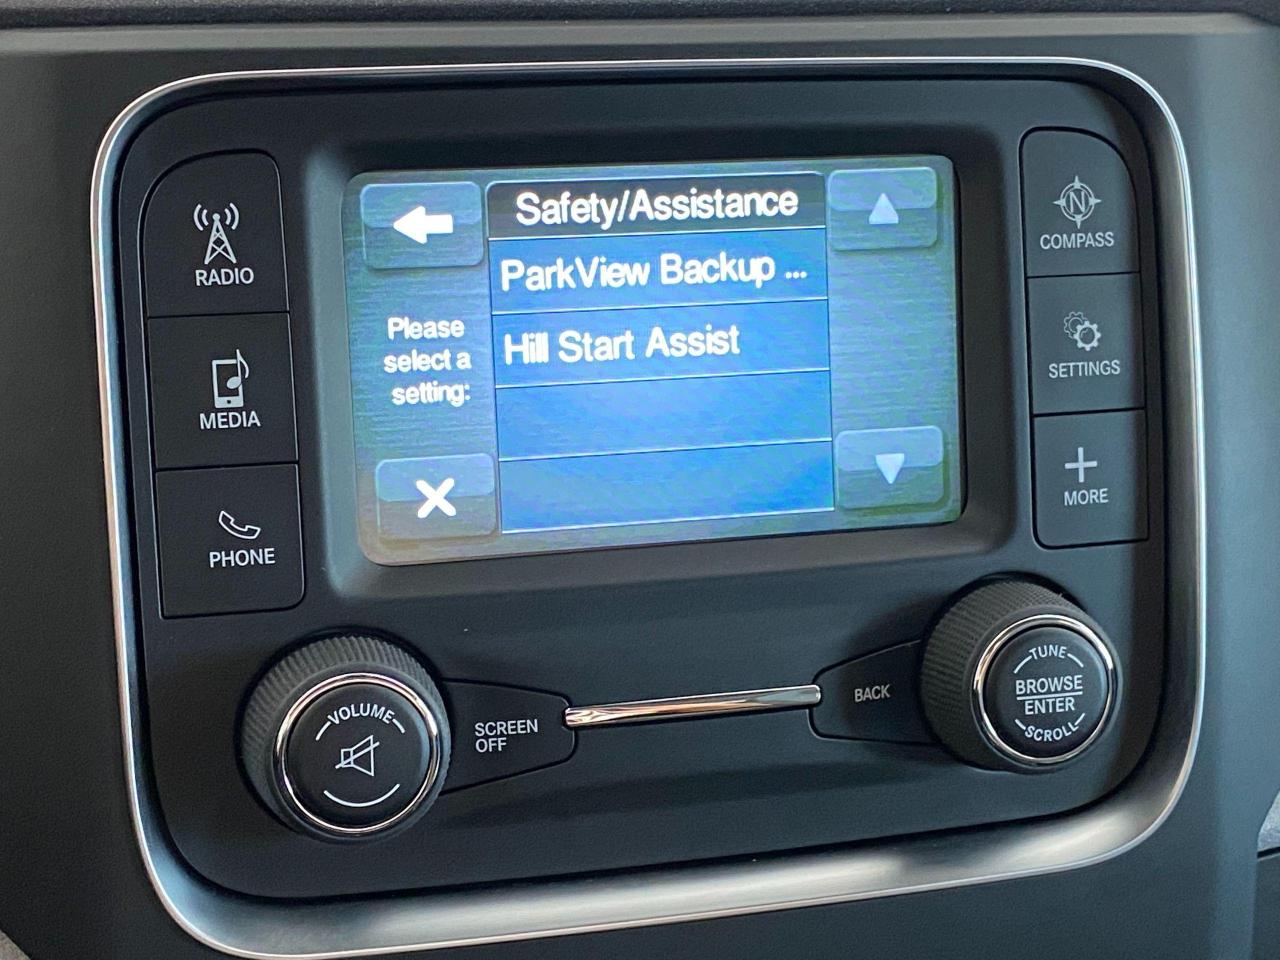 RADIO
MEDIA
PHONE
Safety/Assistance
ParkView Backup ...
Hill Start Assist
Please
select a
setting:
N
COMPASS
SETTINGS
MORE
VOLUME
SCREEN
OFF
BACK
TUNE
BROWSE
ENTER
SCROLL